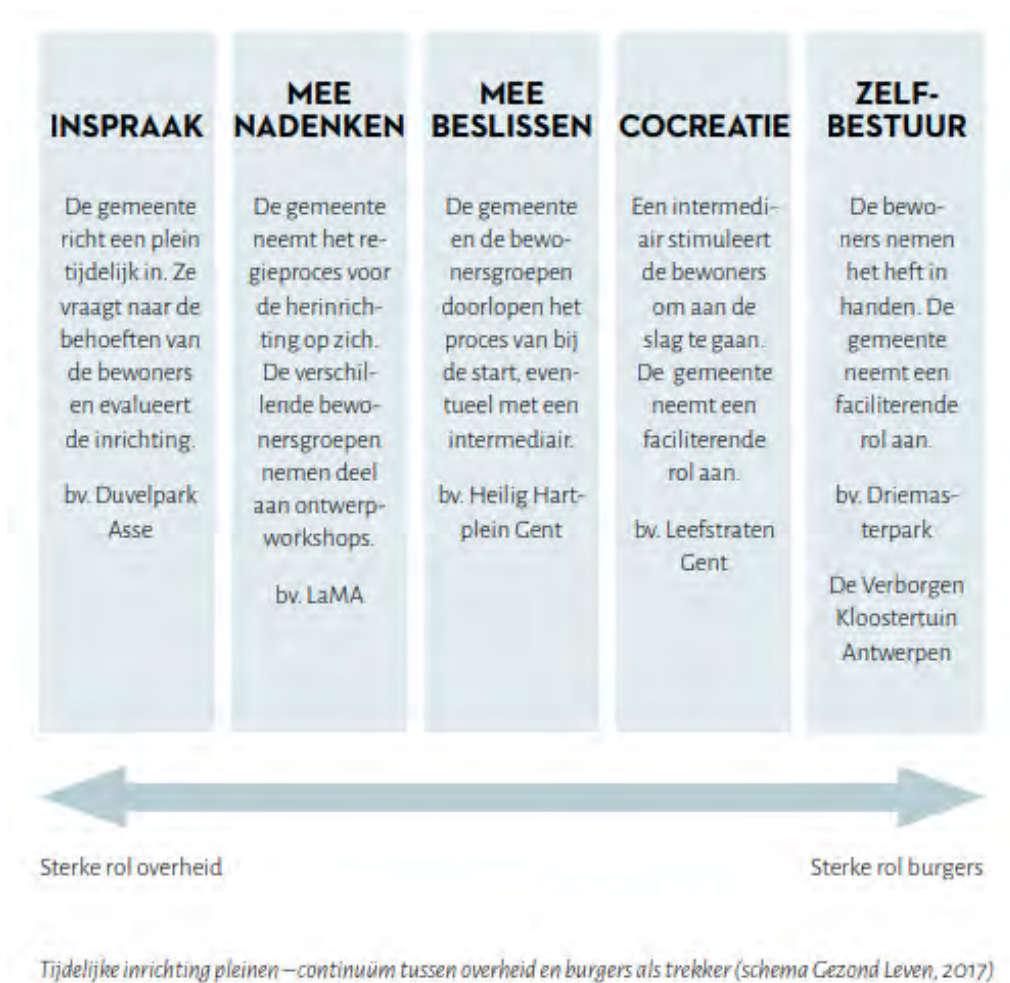 INSPRAAK
De gemeente
richt een plein
tijdelijk in. Ze
vraagt naar de
behoeften van
de bewoners
en evalueert
de inrichting.
bv. Duvelpark
Asse
MEE
NADENKEN
De gemeente
neemt het re-
gieproces voor
de herinrich-
ting op zich.
De verschil-
lende bewo-
nersgroepen
nemen deel
aan ontwerp-
workshops.
bv. LaMA
MEE
BESLISSEN
De gemeente
en de bewo-
nersgroepen
doorlopen het
proces van bij
de start, even-
tueel met een
intermediair.
bv. Heilig Hart-
plein Gent
COCREATIE
Een intermedi-
air stimuleert
de bewoners
om aan de
slag te gaan.
De gemeente
neemt een
faciliterende
rol aan.
bv. Leefstraten
Gent
ZELF-
BESTUUR
De bewo-
ners nemen
het heft in
handen. De
gemeente
neemt een
faciliterende
rol aan.
bv. Driemas-
terpark
De Verborgen
Kloostertuin
Antwerpen
Sterke rol overheid
Sterke rol burgers
Tijdelijke inrichting pleinen – continuüm tussen overheid en burgers als trekker (schema Gezond Leven, 2017)